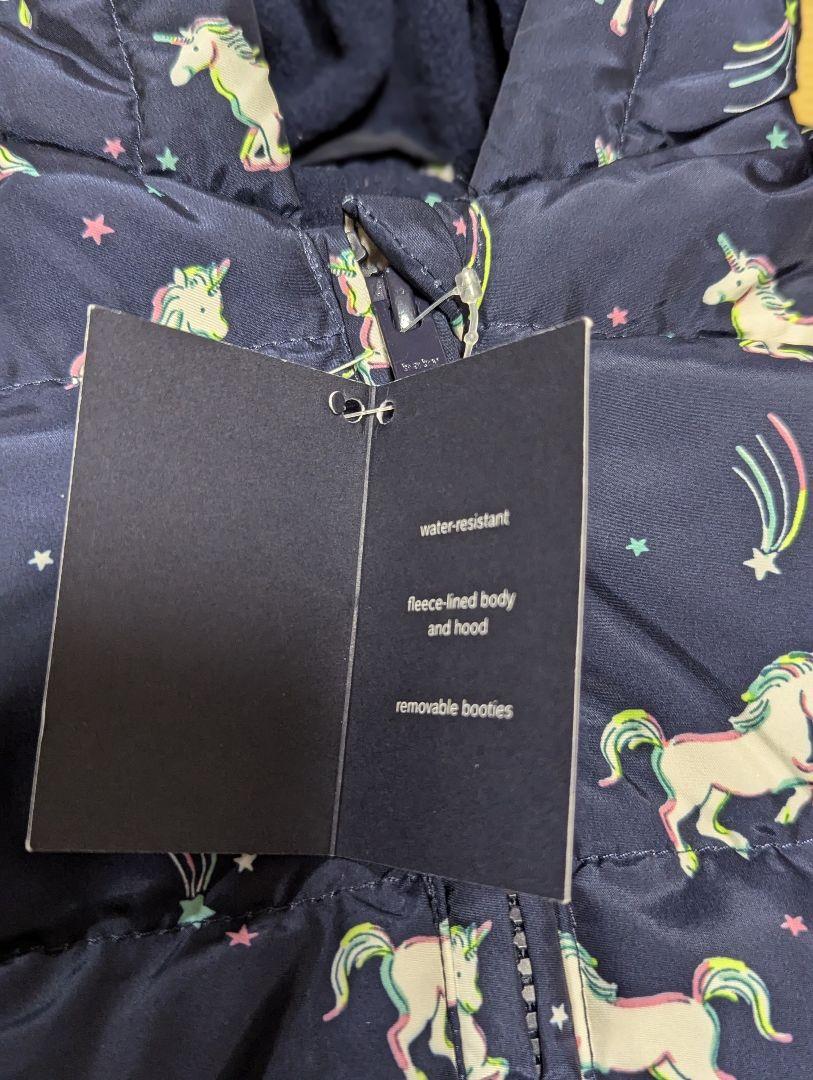 water-resistant
fleece-lined body
and hood
removable booties